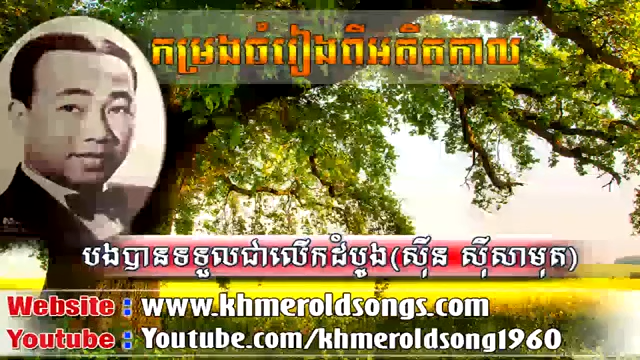 កម្រងចំរៀងពីអតីតកាល
បងបានទទួលជាលើកដំបូង(ស៊ីន ស៊ីសាមុត)
Website : www.khmeroldsongs.com
Youtube : Youtube.com/khmeroldsong1960